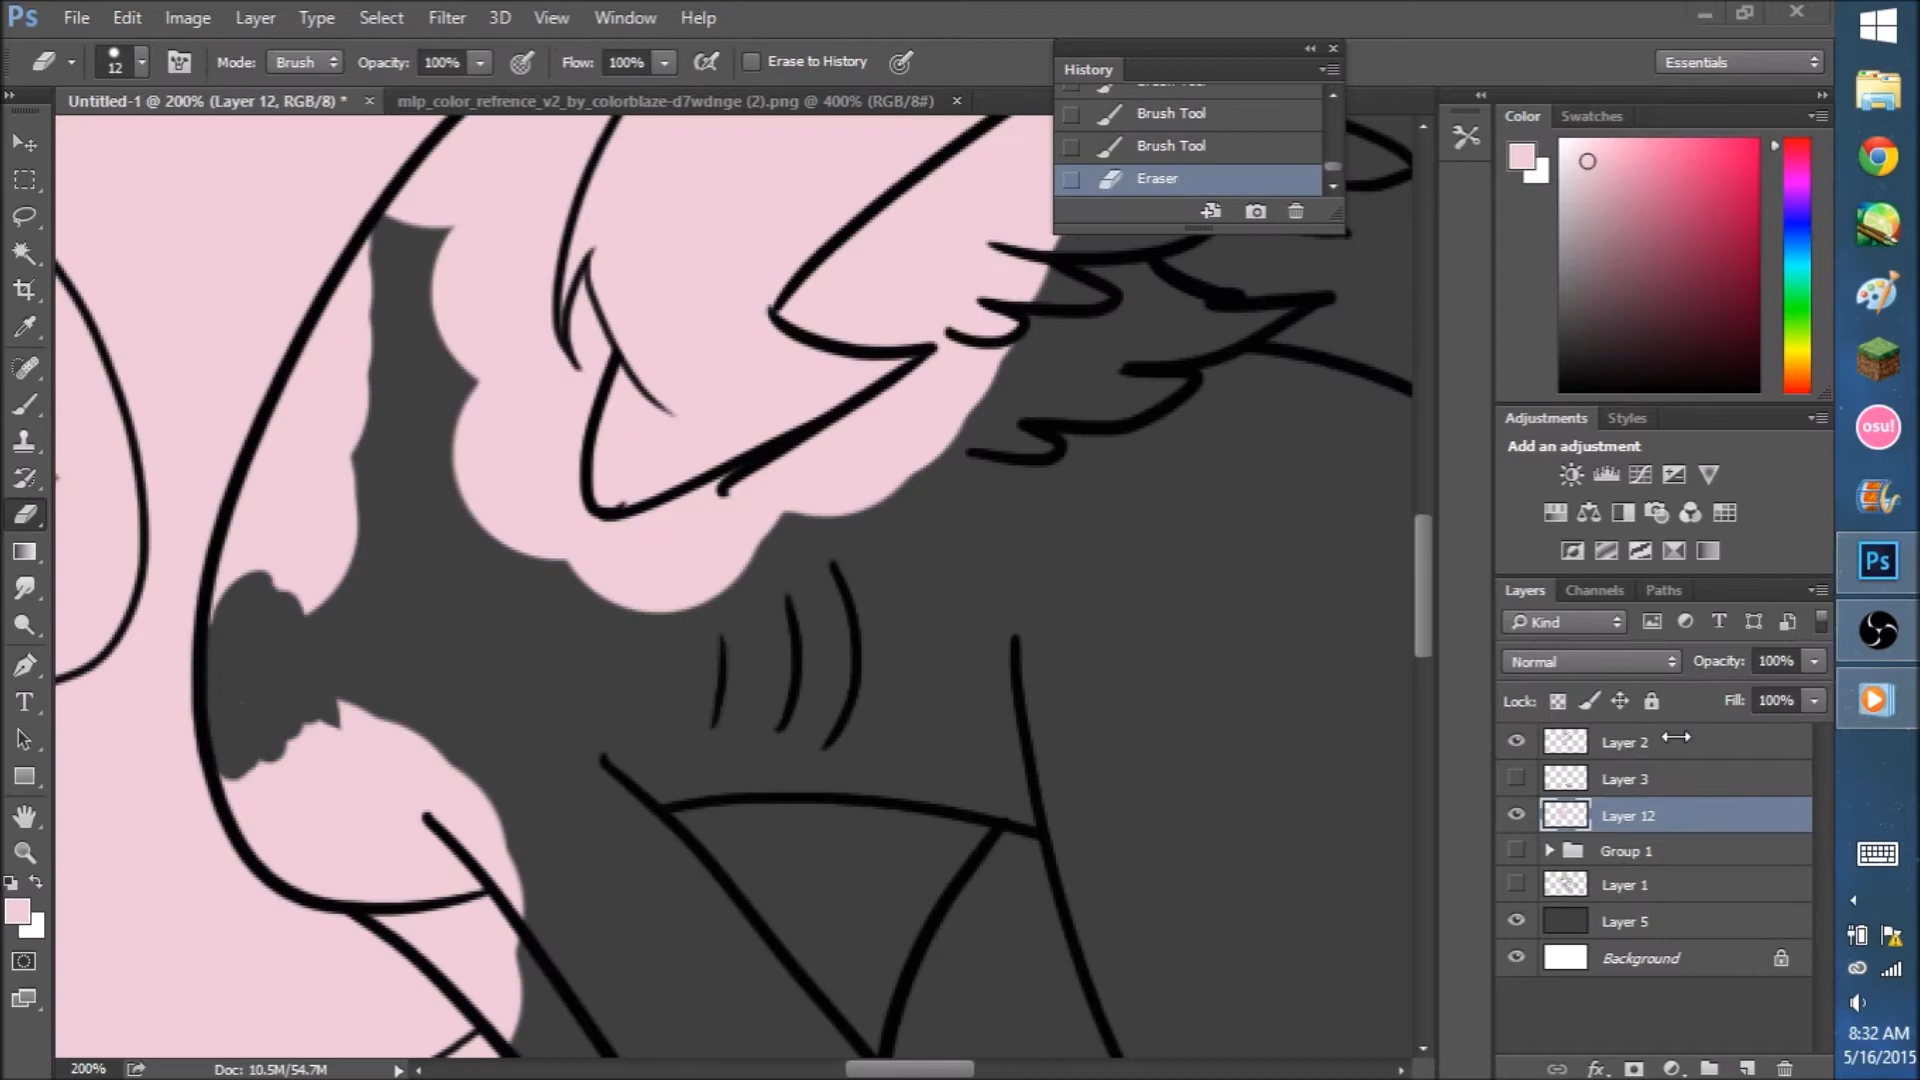 Ps File Edit Image Layer Type Select Filter 3D View Window Help
12 Mode: Brush Opacity: 100% Flow: 100% Erase to History Essentials
Untitled-1 @ 200% (Layer 12, RGB/8) * mlp_color_refrence_v2_by_colorblaze-d7wdnge (2).png @ 400% (RGB/8#)
History
Brush Tool
Brush Tool
Eraser
Color Swatches
Adjustments Styles
Add an adjustment
osu!
Ps
Layers Channels Paths
Kind
Normal Opacity: 100%
Lock: Fill: 100%
Layer 2
Layer 3
Layer 12
Group 1
Layer 1
Layer 5
Background
8:32 AM
5/16/2015
200% Doc: 10.5M/54.7M